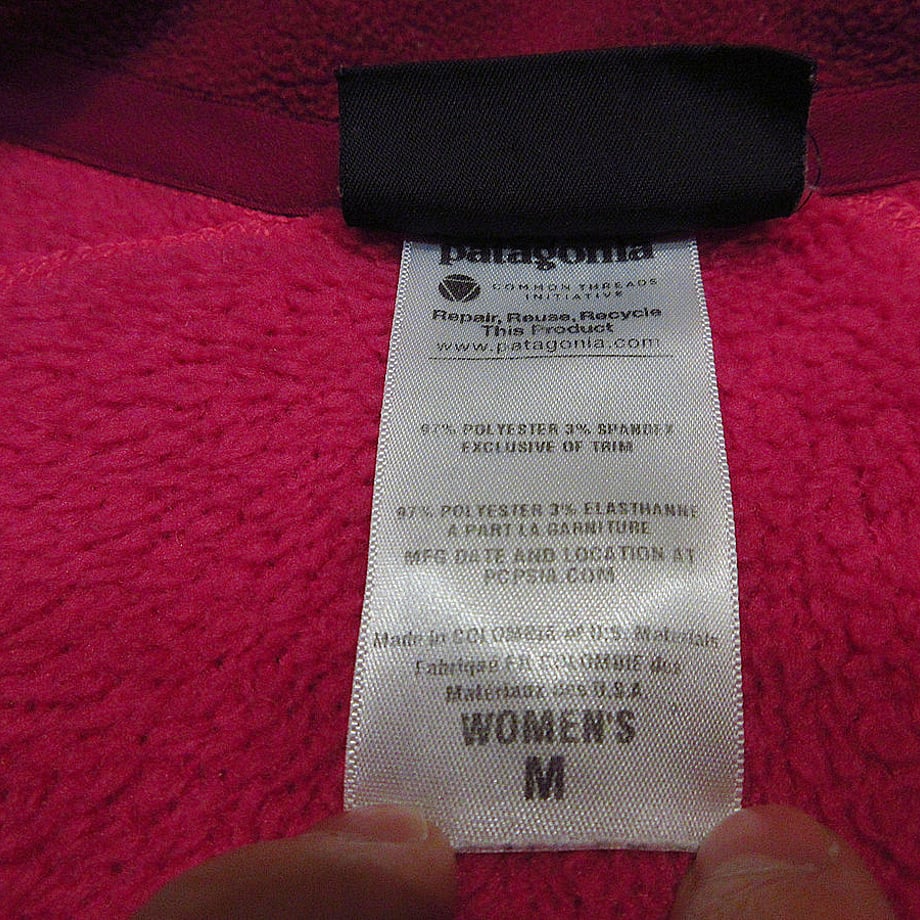 patagonia
COMMON THREADS
INITIATIVE
Repair, Reuse, Recycle
This Product
www.patagonia.com
97% POLYESTER 3% SPANDEX
EXCLUSIVE OF TRIM
97% POLYESTER 3% ELASTHANNE
A PART LA GARNITURE
MFG DATE AND LOCATION AT
PCPSIA.COM
Made in COLOMBIA of U.S. Materials
Fabriqué EN COLOMBIE des
Matériaux des U.S.A.
WOMEN'S
M